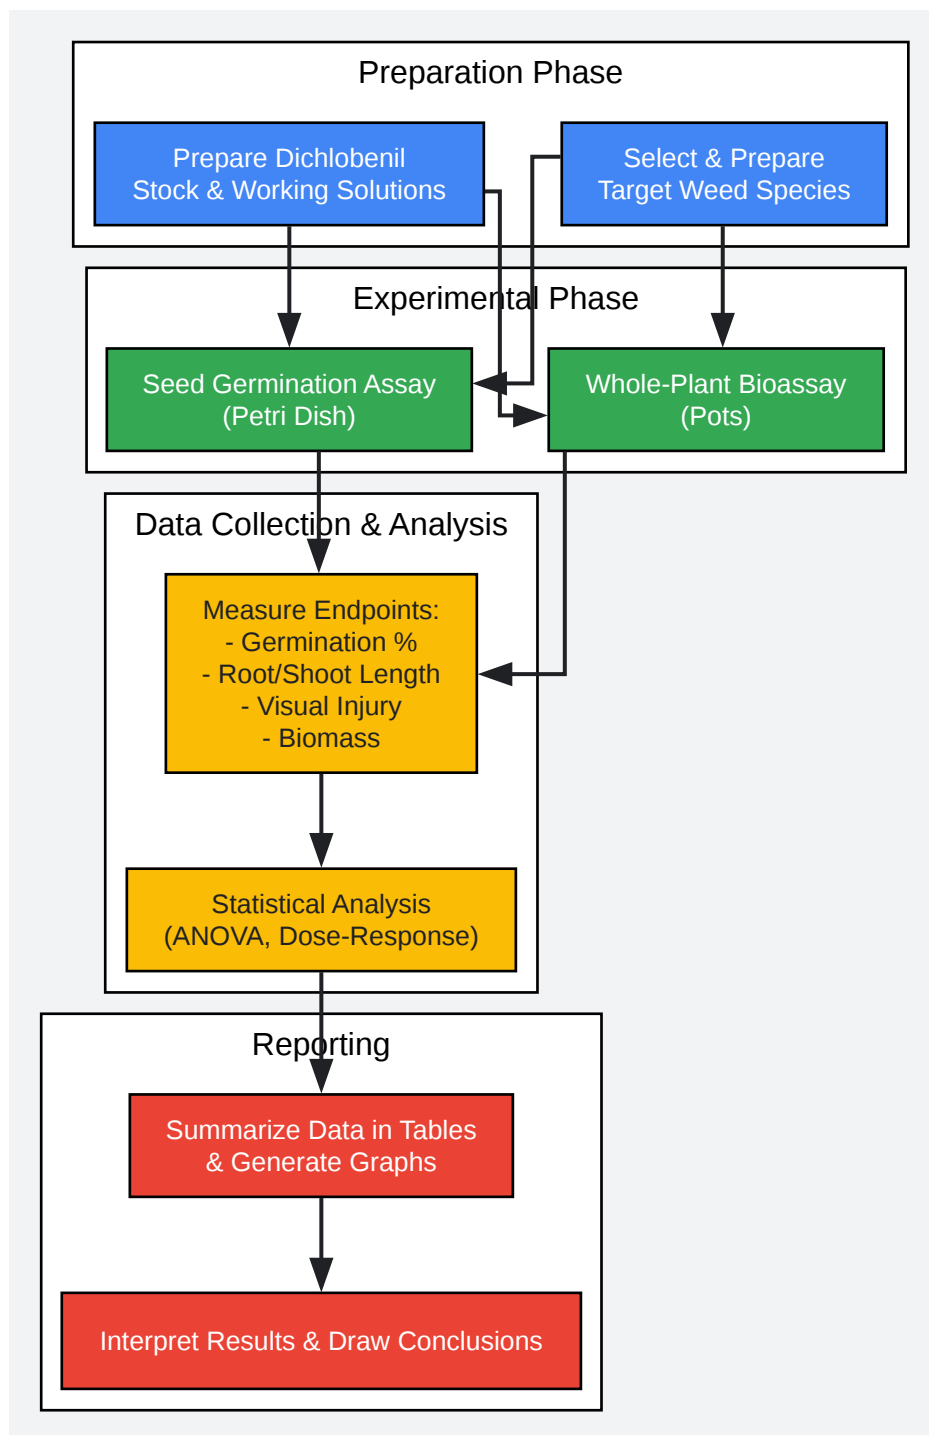 Preparation Phase
Prepare Dichlobenil
Stock & Working Solutions
Select & Prepare
Target Weed Species
Experimental Phase
Seed Germination Assay
(Petri Dish)
Whole-Plant Bioassay
(Pots)
Data Collection & Analysis
Measure Endpoints:
- Germination %
- Root/Shoot Length
- Visual Injury
- Biomass
Statistical Analysis
(ANOVA, Dose-Response)
Reporting
Summarize Data in Tables
& Generate Graphs
Interpret Results & Draw Conclusions